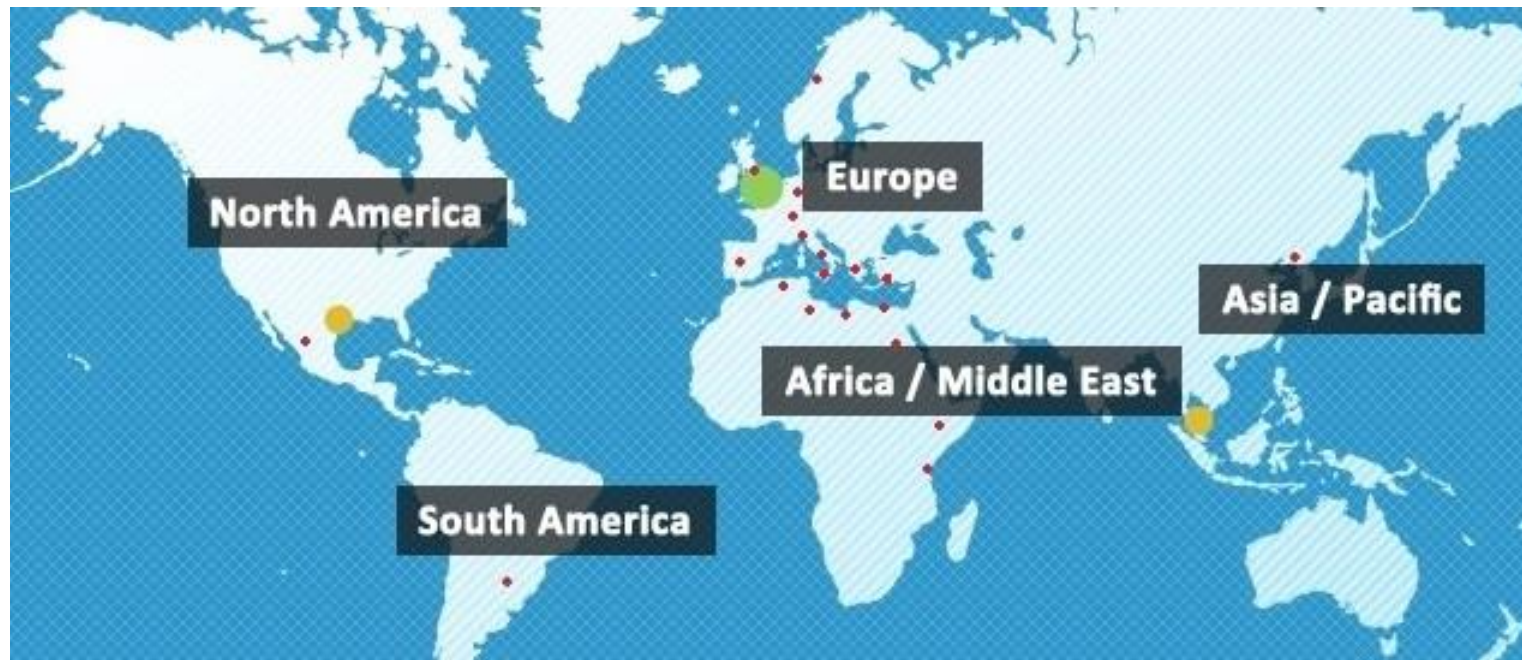 Europe
North America
Asia / Pacific
Africa / Middle East
South America